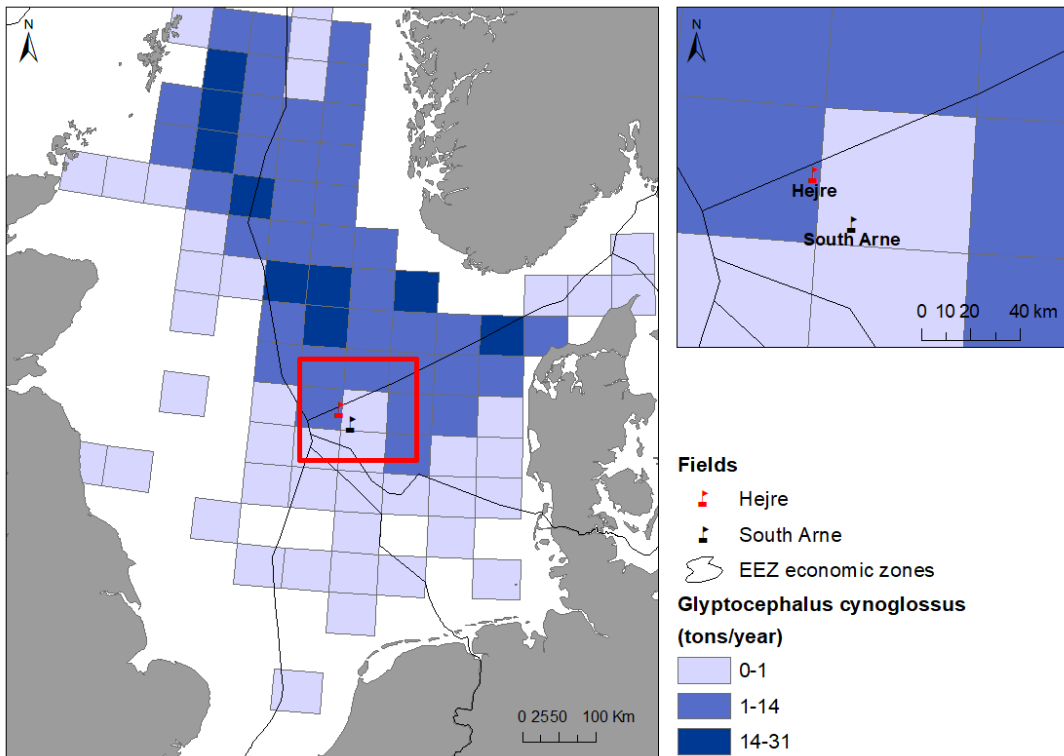 N
0 2550 100 Km
N
Hejre
South Arne
0 10 20 40 km
Fields
Hejre
South Arne
EEZ economic zones
Glyptocephalus cynoglossus
(tons/year)
0-1
1-14
14-31